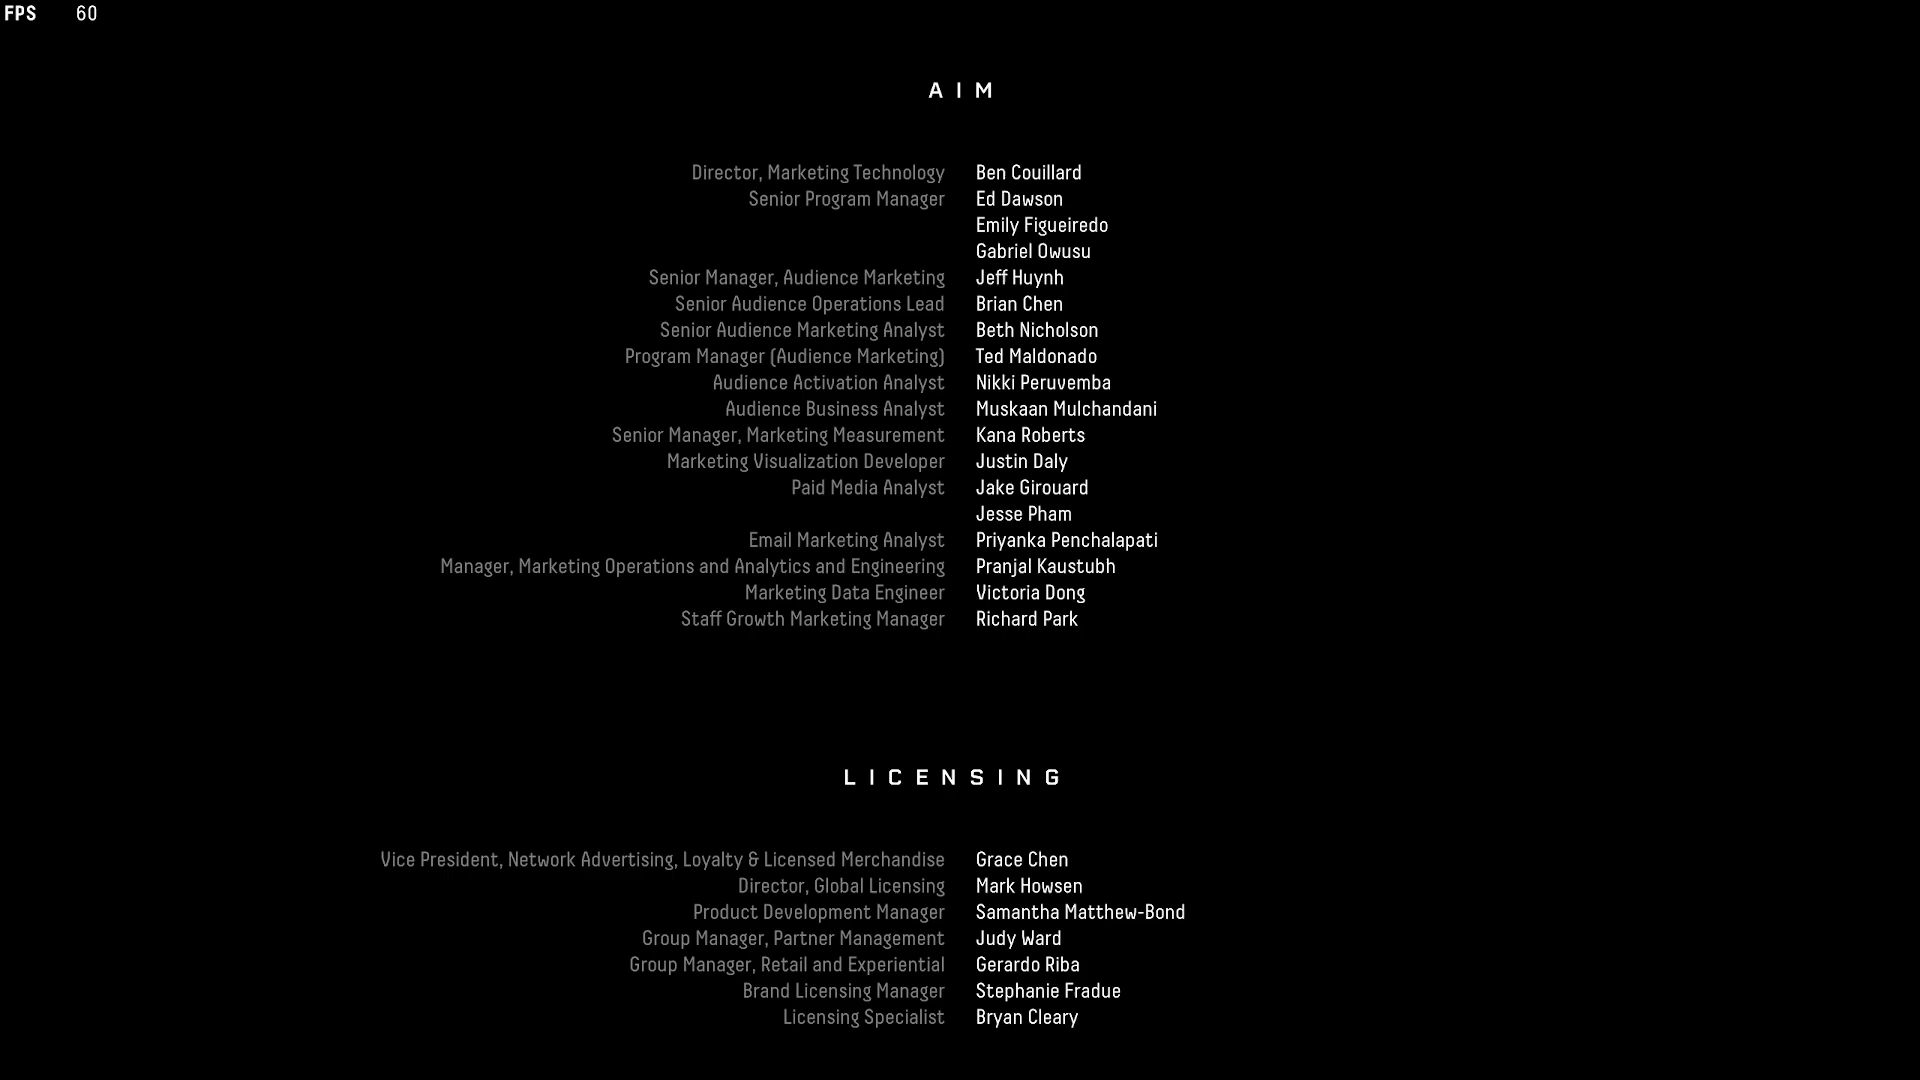 FPS 60
AIM
Director, Marketing Technology Ben Couillard
Senior Program Manager Ed Dawson
Emily Figueiredo
Gabriel Owusu
Senior Manager, Audience Marketing Jeff Huynh
Senior Audience Operations Lead Brian Chen
Senior Audience Marketing Analyst Beth Nicholson
Program Manager (Audience Marketing) Ted Maldonado
Audience Activation Analyst Nikki Peruvemba
Audience Business Analyst Muskaan Mulchandani
Senior Manager, Marketing Measurement Kana Roberts
Marketing Visualization Developer Justin Daly
Paid Media Analyst Jake Girouard
Jesse Pham
Email Marketing Analyst Priyanka Penchalapati
Manager, Marketing Operations and Analytics and Engineering Pranjal Kaustubh
Marketing Data Engineer Victoria Dong
Staff Growth Marketing Manager Richard Park
LICENSING
Vice President, Network Advertising, Loyalty & Licensed Merchandise Grace Chen
Director, Global Licensing Mark Howsen
Product Development Manager Samantha Matthew-Bond
Group Manager, Partner Management Judy Ward
Group Manager, Retail and Experiential Gerardo Riba
Brand Licensing Manager Stephanie Fradue
Licensing Specialist Bryan Cleary